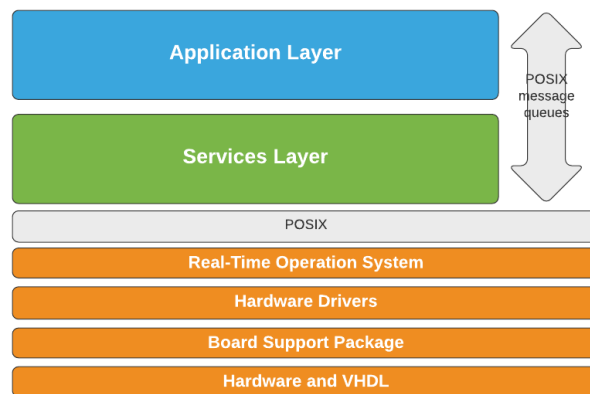 Application Layer
POSIX
message
queues
Services Layer
POSIX
Real-Time Operation System
Hardware Drivers
Board Support Package
Hardware and VHDL